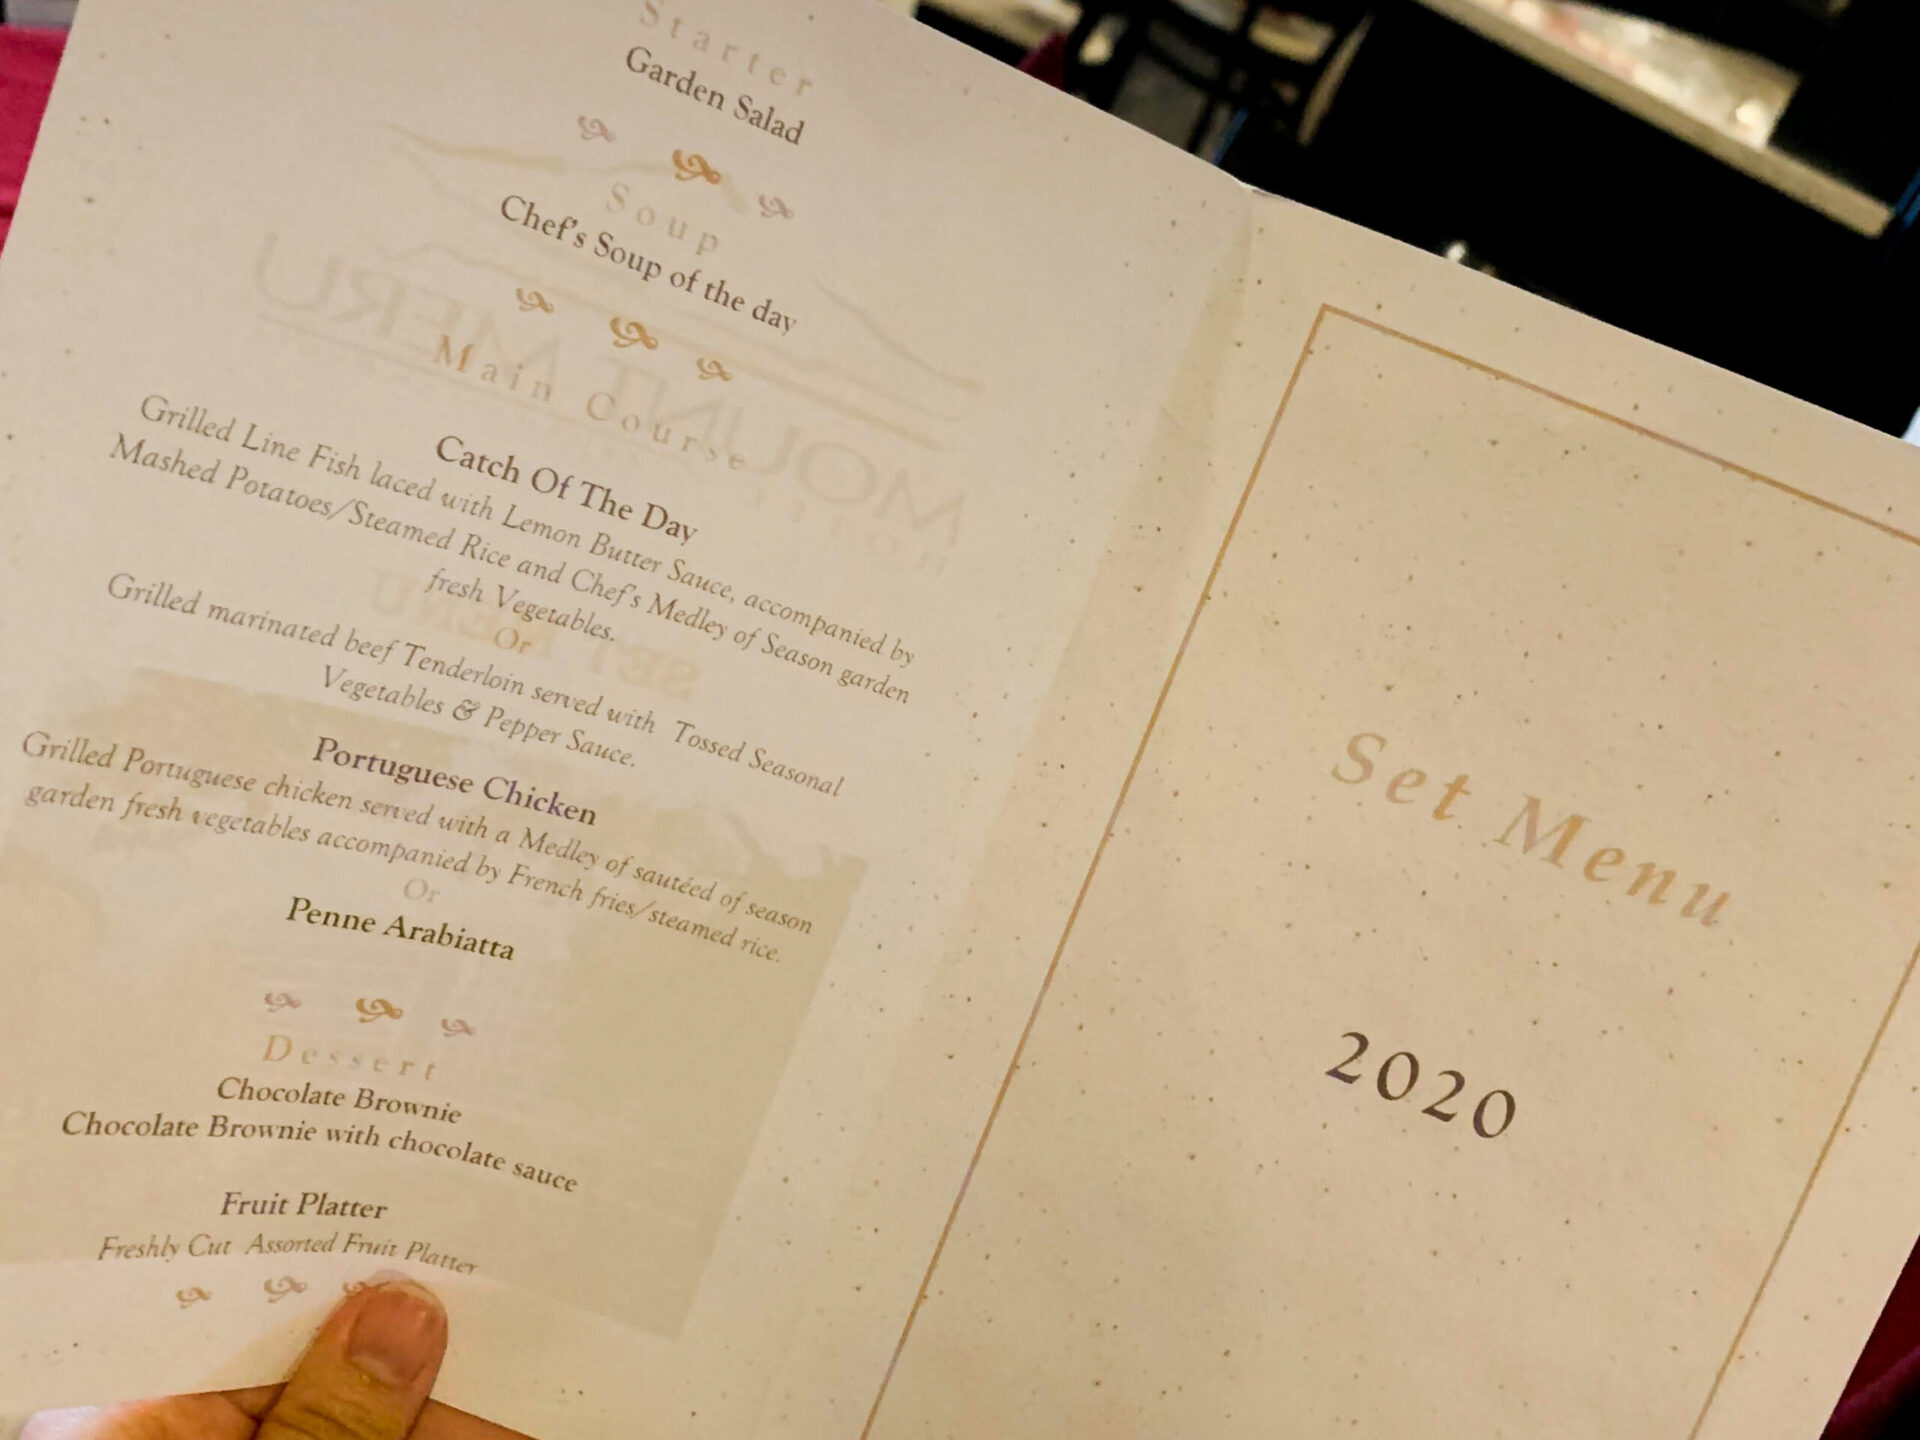 Starter
Garden Salad
Soup
Chef's Soup of the day
Main Course
Catch Of The Day
Grilled Line Fish laced with Lemon Butter Sauce, accompanied by
Mashed Potatoes/Steamed Rice and Chef's Medley of Season garden
fresh Vegetables.
Or
Grilled marinated beef Tenderloin served with Tossed Seasonal
Vegetables & Pepper Sauce.
Portuguese Chicken
Grilled Portuguese chicken served with a Medley of sautéed of season
garden fresh vegetables accompanied by French fries/steamed rice.
Or
Penne Arabiatta
Dessert
Chocolate Brownie
Chocolate Brownie with chocolate sauce
Fruit Platter
Freshly Cut Assorted Fruit Platter
MOUNT MERU
SET MENU
Set Menu
2020